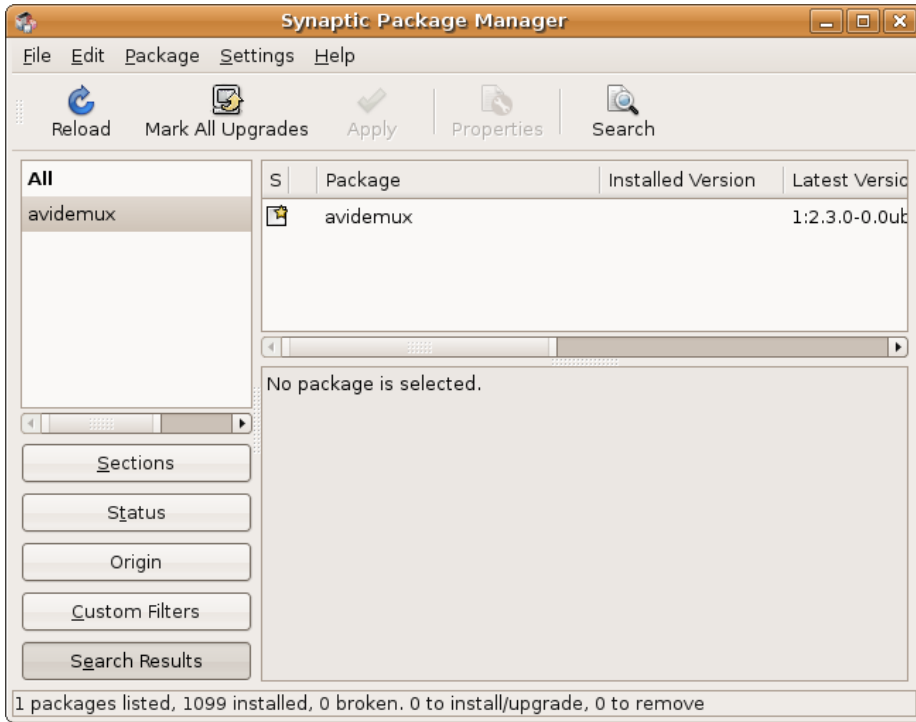 Synaptic Package Manager
File Edit Package Settings Help
Reload Mark All Upgrades Apply Properties Search
All
avidemux
S Package Installed Version Latest Versio
avidemux 1:2.3.0-0.0ub
No package is selected.
Sections
Status
Origin
Custom Filters
Search Results
1 packages listed, 1099 installed, 0 broken. 0 to install/upgrade, 0 to remove